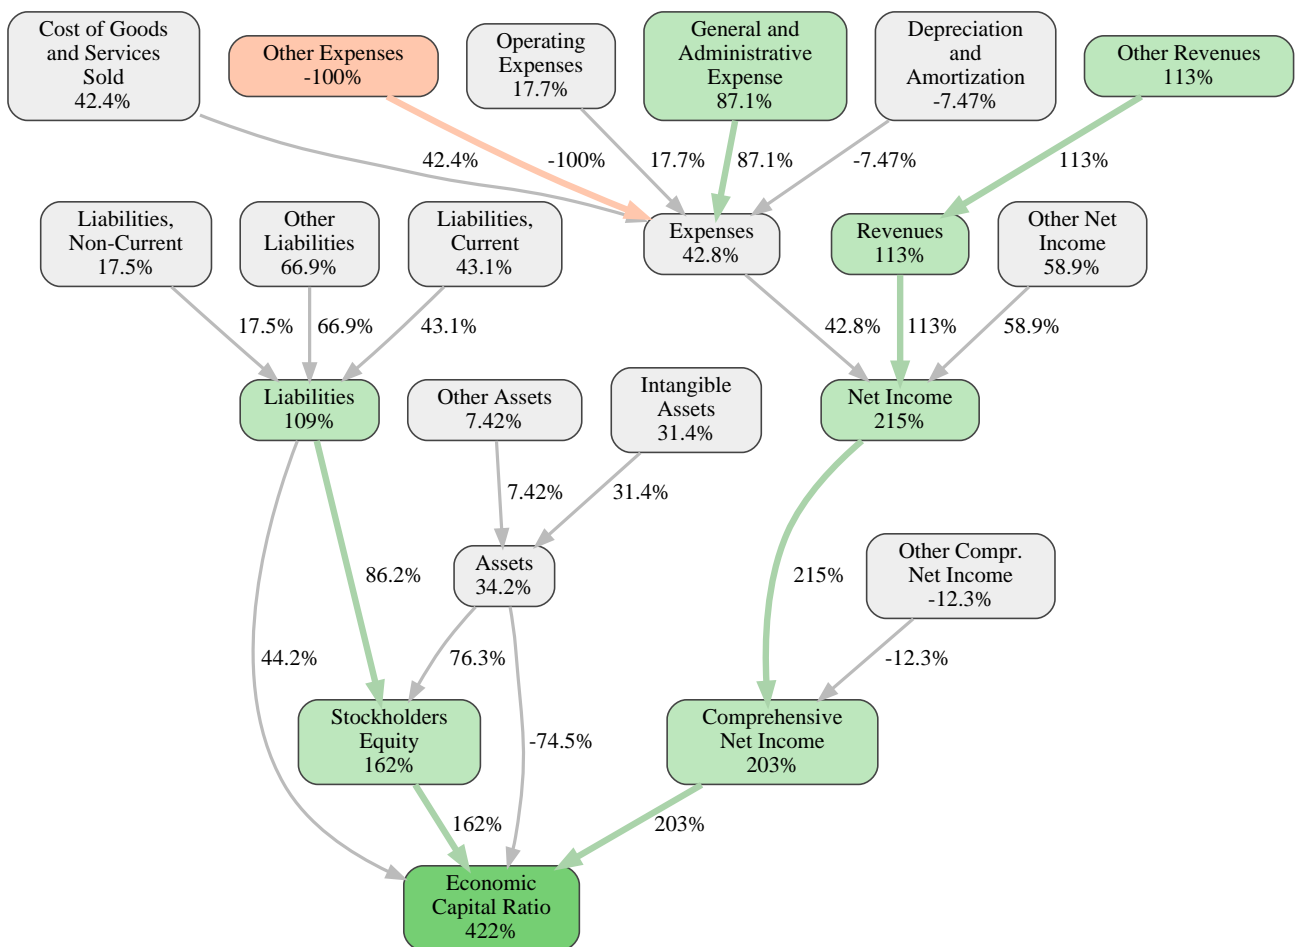 Cost of Goods
and Services
Sold
42.4%
Other Expenses
-100%
Operating
Expenses
17.7%
General and
Administrative
Expense
87.1%
Depreciation
and
Amortization
-7.47%
Other Revenues
113%
42.4%
-100%
17.7%
87.1%
-7.47%
113%
Liabilities,
Non-Current
17.5%
Other
Liabilities
66.9%
Liabilities,
Current
43.1%
Expenses
42.8%
Revenues
113%
Other Net
Income
58.9%
17.5%
66.9%
43.1%
42.8%
113%
58.9%
Liabilities
109%
Other Assets
7.42%
Intangible
Assets
31.4%
Net Income
215%
7.42%
31.4%
86.2%
Assets
34.2%
215%
Other Compr.
Net Income
-12.3%
44.2%
76.3%
-12.3%
Stockholders
Equity
162%
-74.5%
Comprehensive
Net Income
203%
162%
203%
Economic
Capital Ratio
422%